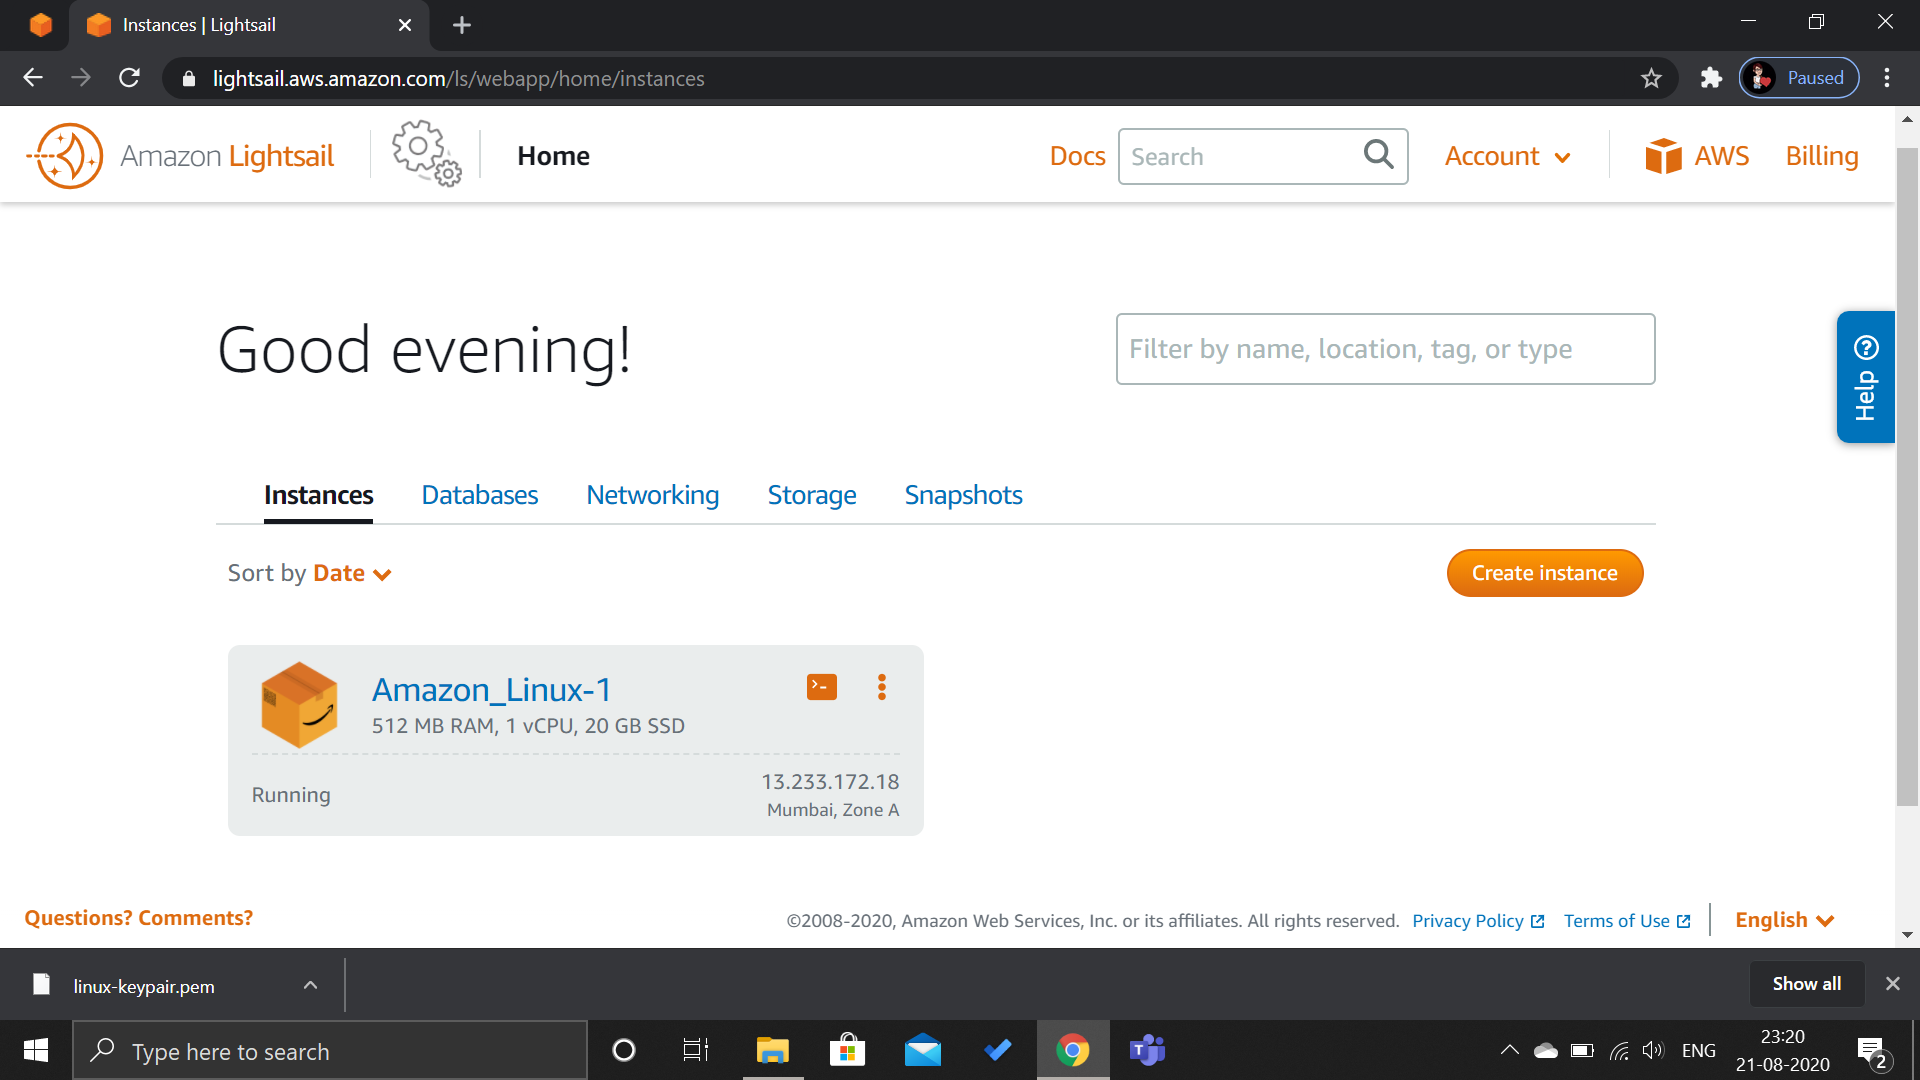 Instances | Lightsail
lightsail.aws.amazon.com/ls/webapp/home/instances
Paused
Amazon Lightsail
Home
Docs
Search
Account
AWS
Billing
Good evening!
Filter by name, location, tag, or type
Help
Instances
Databases
Networking
Storage
Snapshots
Sort by Date
Create instance
Amazon_Linux-1
512 MB RAM, 1 vCPU, 20 GB SSD
Running
13.233.172.18
Mumbai, Zone A
Questions? Comments?
©2008-2020, Amazon Web Services, Inc. or its affiliates. All rights reserved.
Privacy Policy
Terms of Use
English
linux-keypair.pem
Show all
Type here to search
ENG
23:20
21-08-2020
2